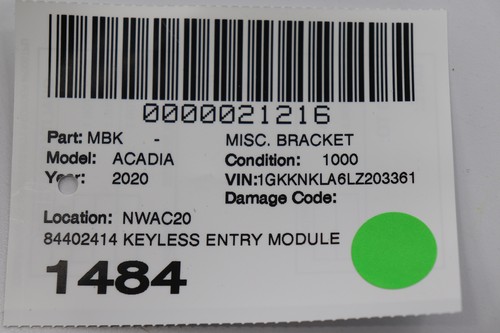 0000021216
Part: MBK - MISC. BRACKET
Model: ACADIA Condition: 1000
Year: 2020 VIN:1GKKNKLA6LZ203361
Damage Code:
Location: NWAC20
84402414 KEYLESS ENTRY MODULE
1484